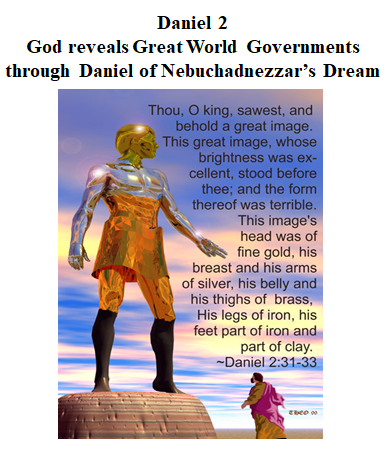 Daniel 2
God reveals Great World Governments
through Daniel of Nebuchadnezzar's Dream
Thou, O king, sawest, and
behold a great image.
This great image, whose
brightness was ex-
cellent, stood before
thee; and the form
thereof was terrible.
This image's
head was of
fine gold, his
breast and his arms
of silver, his belly and
his thighs of brass,
His legs of iron, his
feet part of iron and
part of clay.
~Daniel 2:31-33